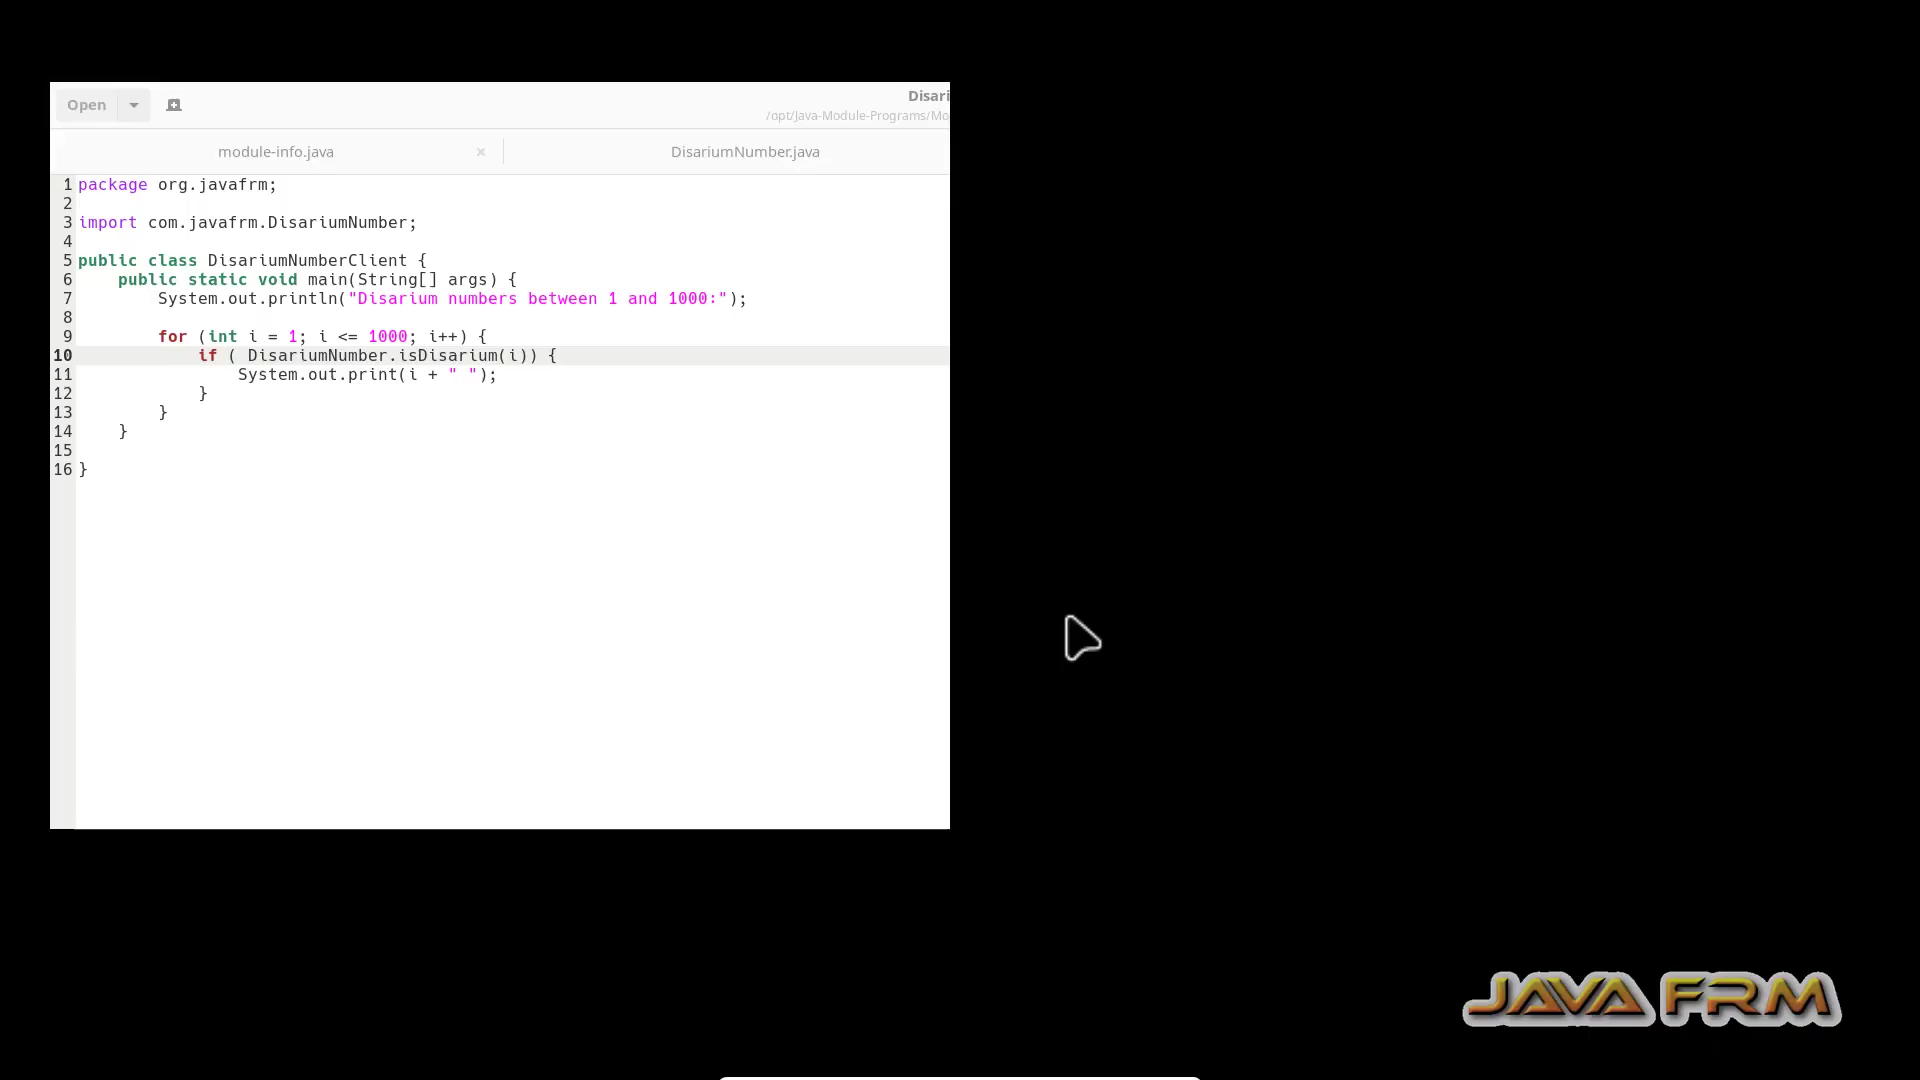 Open
Disari
/opt/Java-Module-Programs/Mo
module-info.java
DisariumNumber.java
1 package org.javafrm;
2
3 import com.javafrm.DisariumNumber;
4
5 public class DisariumNumberClient {
6     public static void main(String[] args) {
7         System.out.println("Disarium numbers between 1 and 1000:");
8
9         for (int i = 1; i <= 1000; i++) {
10             if ( DisariumNumber.isDisarium(i)) {
11                 System.out.print(i + " ");
12             }
13         }
14     }
15
16 }
JAVA FRM